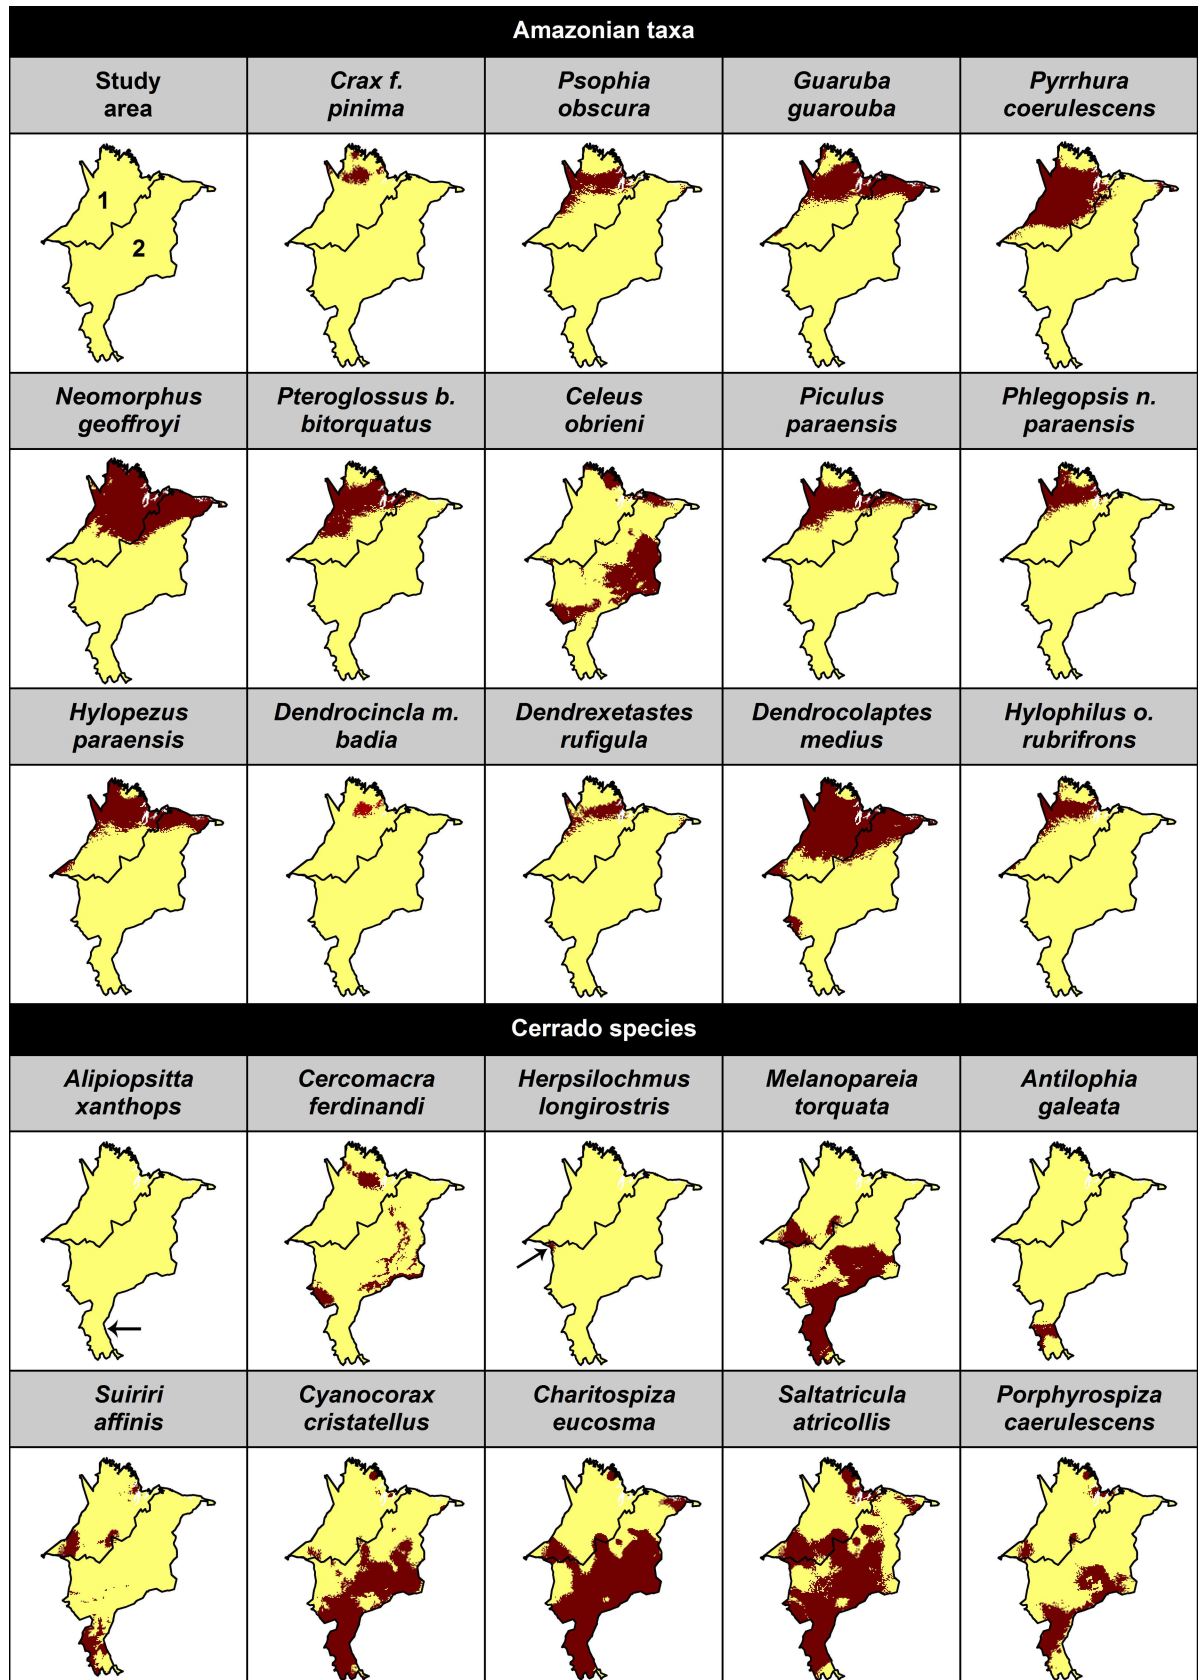 Amazonian taxa
Study
area
Crax f.
pinima
Psophia
obscura
Guaruba
guarouba
Pyrrhura
coerulescens
1
2
Neomorphus
geoffroyi
Pteroglossus b.
bitorquatus
Celeus
obrieni
Piculus
paraensis
Phlegopsis n.
paraensis
Hylopezus
paraensis
Dendrocincla m.
badia
Dendrexetastes
rufigula
Dendrocolaptes
medius
Hylophilus o.
rubrifrons
Cerrado species
Alipiopsitta
xanthops
Cercomacra
ferdinandi
Herpsilochmus
longirostris
Melanopareia
torquata
Antilophia
galeata
Suiriri
affinis
Cyanocorax
cristatellus
Charitospiza
eucosma
Saltatricula
atricollis
Porphyrospiza
caerulescens